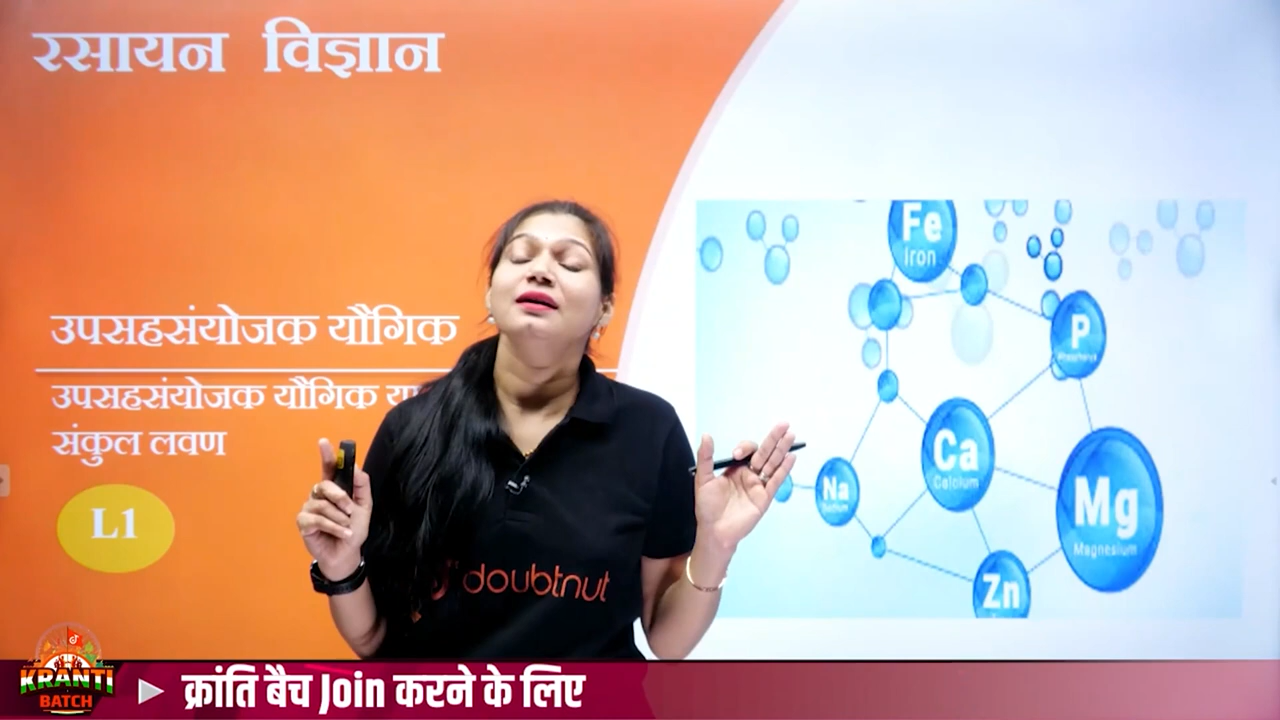 रसायन विज्ञान
उपसहसंयोजक यौगिक
उपसहसंयोजक यौगिक
संकुल लवण
L1
Fe
Iron
P
Ca
Calcium
Na
Mg
Magnesium
Zn
doubtnut
KRANTI
BATCH
क्रांति बैच Join करने के लिए